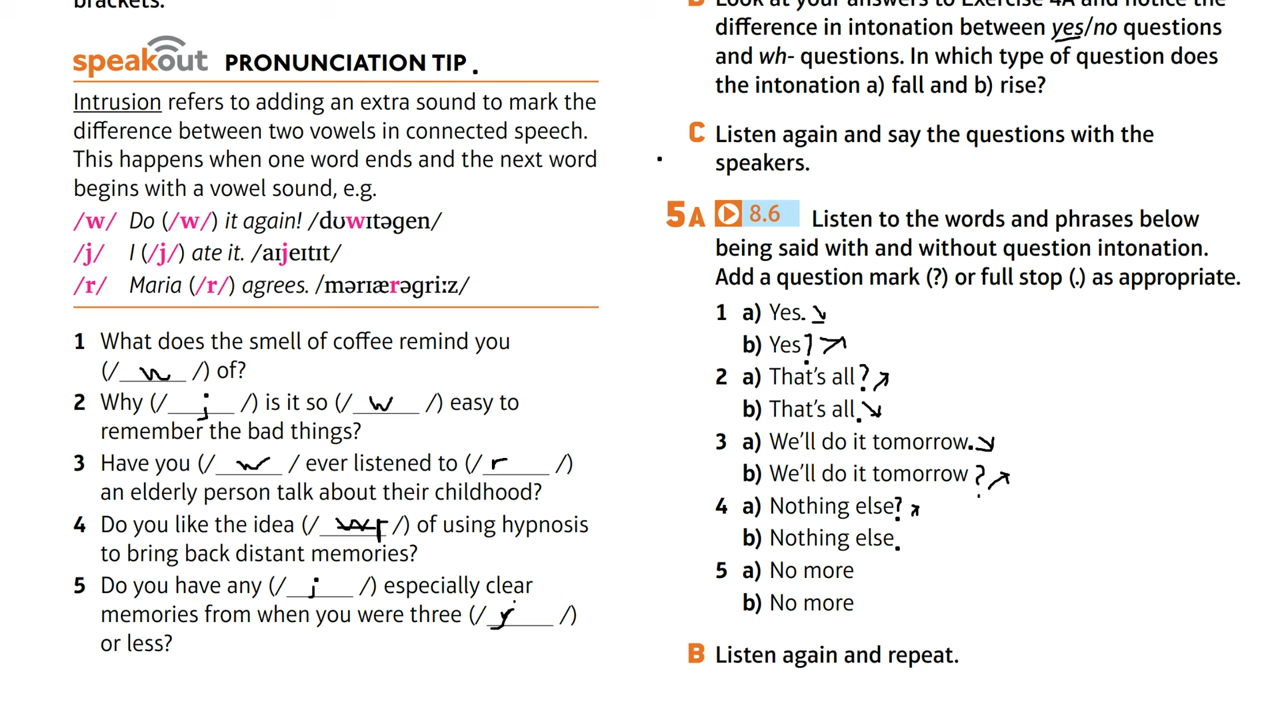 brackets.
speakout PRONUNCIATION TIP .
Intrusion refers to adding an extra sound to mark the
difference between two vowels in connected speech.
This happens when one word ends and the next word
begins with a vowel sound, e.g.
/w/ Do (/w/) it again! /dʊwɪtəgen/
/j/ I (/j/) ate it. /aɪjeɪtɪt/
/r/ Maria (/r/) agrees. /mərɪærəgriːz/
1 What does the smell of coffee remind you
(/ w /) of?
2 Why (/ j /) is it so (/ w /) easy to
remember the bad things?
3 Have you (/ w / ever listened to (/ r /)
an elderly person talk about their childhood?
4 Do you like the idea (/ r /) of using hypnosis
to bring back distant memories?
5 Do you have any (/ j /) especially clear
memories from when you were three (/ j /)
or less?
B Look at your answers to Exercise 4A and notice the
difference in intonation between yes/no questions
and wh- questions. In which type of question does
the intonation a) fall and b) rise?
C Listen again and say the questions with the
speakers.
5A 8.6 Listen to the words and phrases below
being said with and without question intonation.
Add a question mark (?) or full stop (.) as appropriate.
1 a) Yes. ↘
b) Yes? ↗
2 a) That's all? ↗
b) That's all. ↘
3 a) We'll do it tomorrow. ↘
b) We'll do it tomorrow ? ↗
4 a) Nothing else? ↗
b) Nothing else.
5 a) No more
b) No more
B Listen again and repeat.